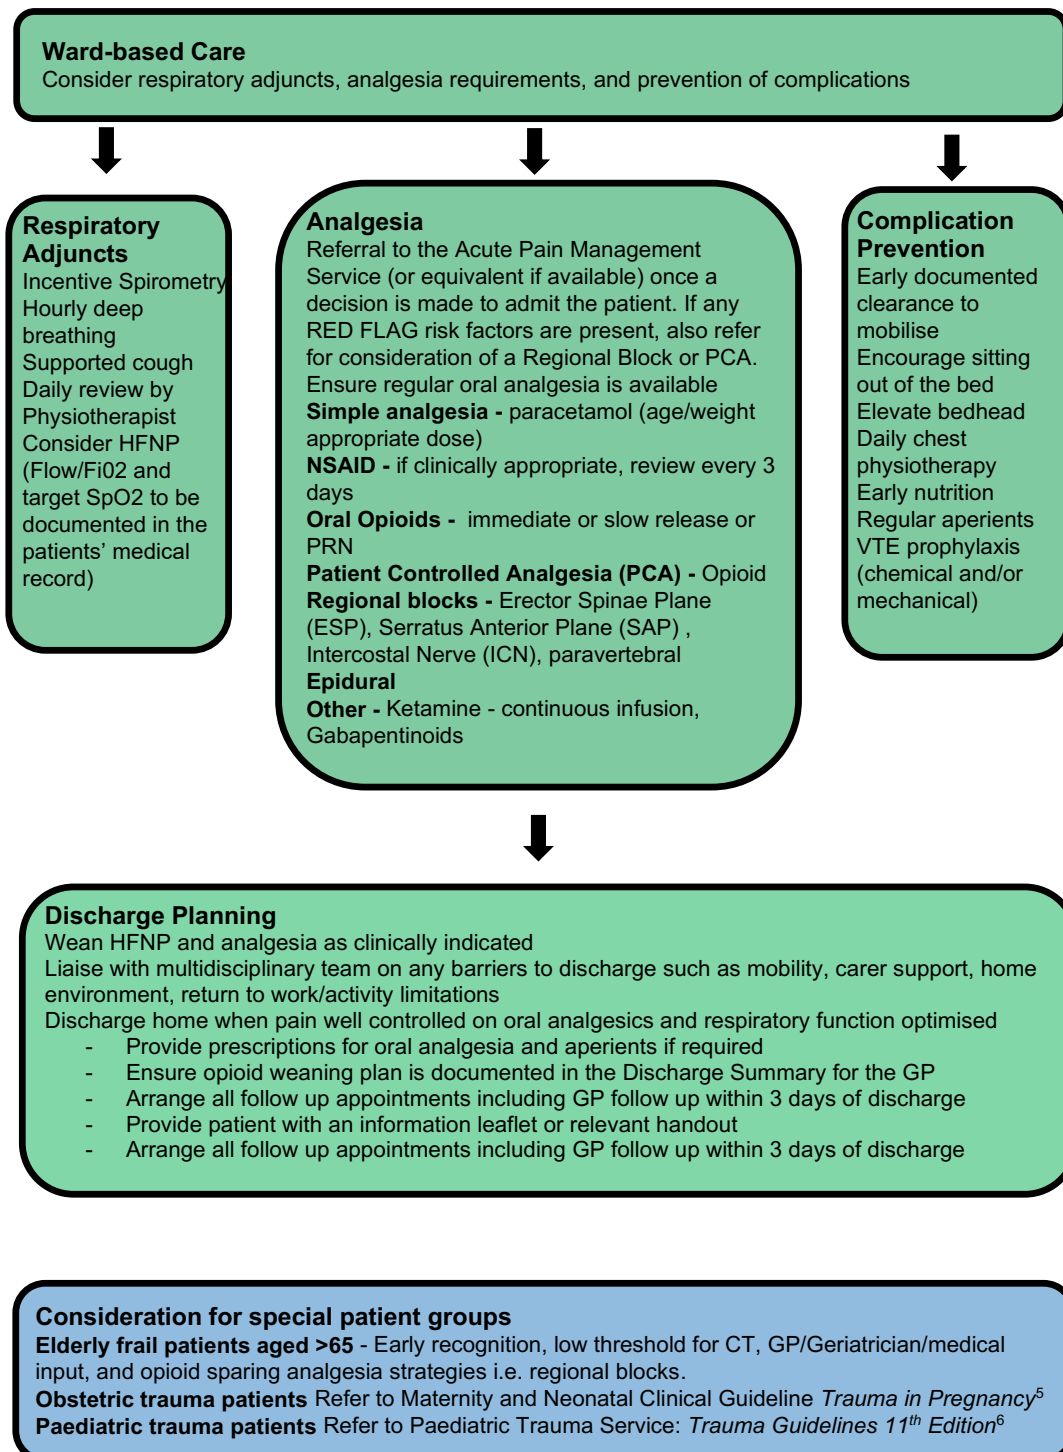 Ward-based Care
Consider respiratory adjuncts, analgesia requirements, and prevention of complications
Respiratory
Adjuncts
Incentive Spirometry
Hourly deep
breathing
Supported cough
Daily review by
Physiotherapist
Consider HFNP
(Flow/Fi02 and
target SpO2 to be
documented in the
patients’ medical
record)
Analgesia
Referral to the Acute Pain Management
Service (or equivalent if available) once a
decision is made to admit the patient. If any
RED FLAG risk factors are present, also refer
for consideration of a Regional Block or PCA.
Ensure regular oral analgesia is available
Simple analgesia - paracetamol (age/weight
appropriate dose)
NSAID - if clinically appropriate, review every 3
days
Oral Opioids - immediate or slow release or
PRN
Patient Controlled Analgesia (PCA) - Opioid
Regional blocks - Erector Spinae Plane
(ESP), Serratus Anterior Plane (SAP) ,
Intercostal Nerve (ICN), paravertebral
Epidural
Other - Ketamine - continuous infusion,
Gabapentinoids
Complication
Prevention
Early documented
clearance to
mobilise
Encourage sitting
out of the bed
Elevate bedhead
Daily chest
physiotherapy
Early nutrition
Regular aperients
VTE prophylaxis
(chemical and/or
mechanical)
Discharge Planning
Wean HFNP and analgesia as clinically indicated
Liaise with multidisciplinary team on any barriers to discharge such as mobility, carer support, home
environment, return to work/activity limitations
Discharge home when pain well controlled on oral analgesics and respiratory function optimised
- Provide prescriptions for oral analgesia and aperients if required
- Ensure opioid weaning plan is documented in the Discharge Summary for the GP
- Arrange all follow up appointments including GP follow up within 3 days of discharge
- Provide patient with an information leaflet or relevant handout
- Arrange all follow up appointments including GP follow up within 3 days of discharge
Consideration for special patient groups
Elderly frail patients aged >65 - Early recognition, low threshold for CT, GP/Geriatrician/medical
input, and opioid sparing analgesia strategies i.e. regional blocks.
Obstetric trauma patients Refer to Maternity and Neonatal Clinical Guideline Trauma in Pregnancy⁵
Paediatric trauma patients Refer to Paediatric Trauma Service: Trauma Guidelines 11ᵗʰ Edition⁶